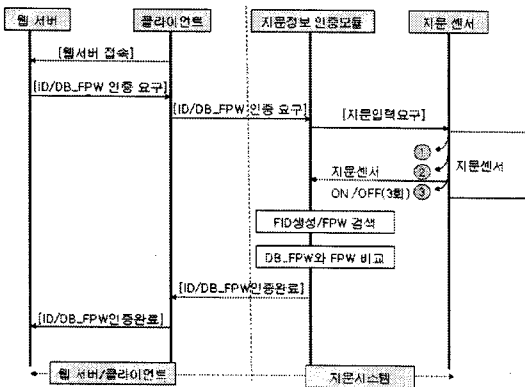 웹 서버
클라이언트
지문정보 인증모듈
지문 센서
[웹서버 접속]
[ID/DB_FPW 인증 요구]
[ID/DB_FPW 인증 요구]
[지문입력요구]
①
②
③
지문센서
지문센서
ON /OFF(3회)
FID생성/FPW 검색
DB_FPW와 FPW 비교
[ID/DB_FPW인증완료]
[ID/DB_FPW인증완료]
웹 서버/클라이언트
지문시스템